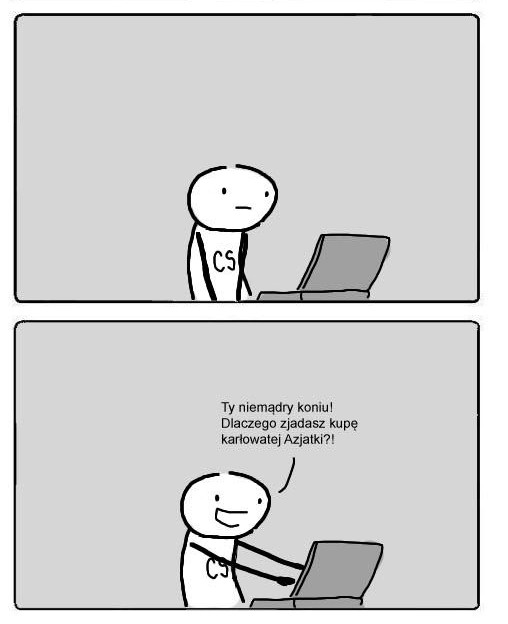 CS
Ty niemądry koniu!
Dlaczego zjadasz kupę
karłowatej Azjatki?!
CS